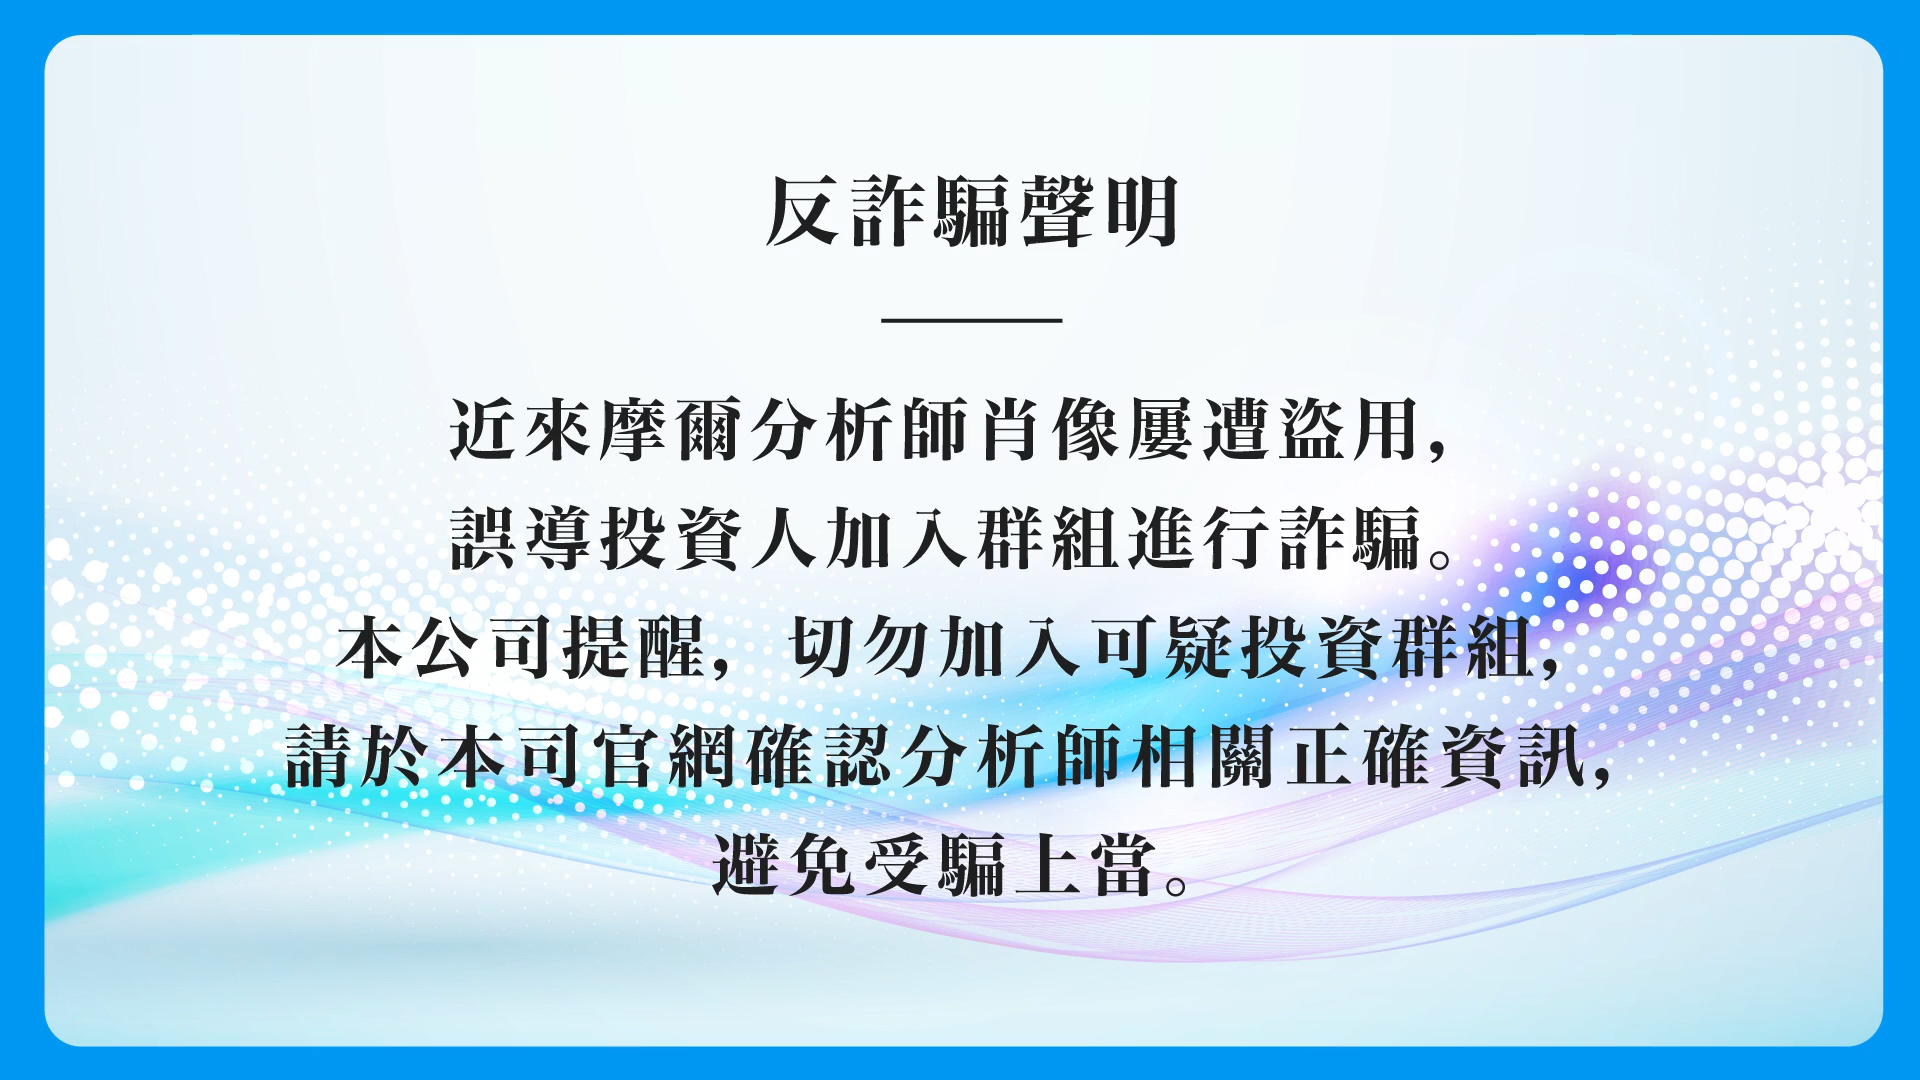 反詐騙聲明
近來摩爾分析師肖像屢遭盜用，
誤導投資人加入群組進行詐騙。
本公司提醒，切勿加入可疑投資群組，
請於本司官網確認分析師相關正確資訊，
避免受騙上當。